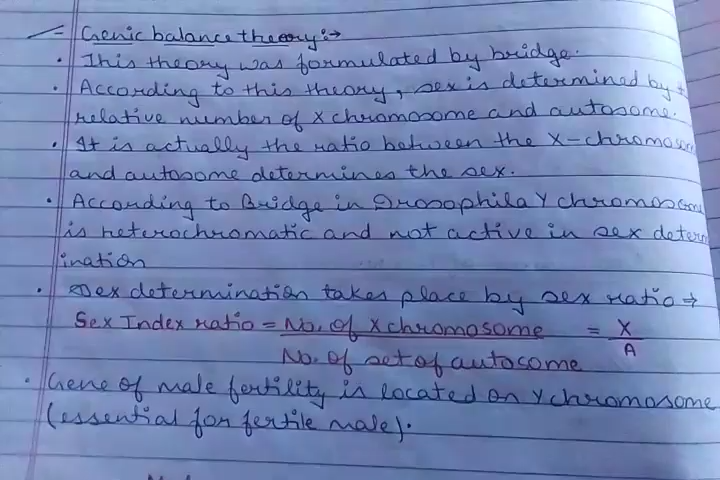 = Genic balance theory:→
• This theory was formulated by bridge.
• According to this theory, sex is determined by
relative number of X chromosome and autosome.
• It is actually the ratio between the X-chromosom
and autosome determines the sex.
• According to Bridge in Drosophila Y chromosome
is heterochromatic and not active in sex determ
ination
• Sex determination takes place by sex ratio →
Sex Index ratio = No. of X chromosome = X
No. of set of autosome A
• Gene of male fertility is located on Y chromosome
(essential for fertile male).